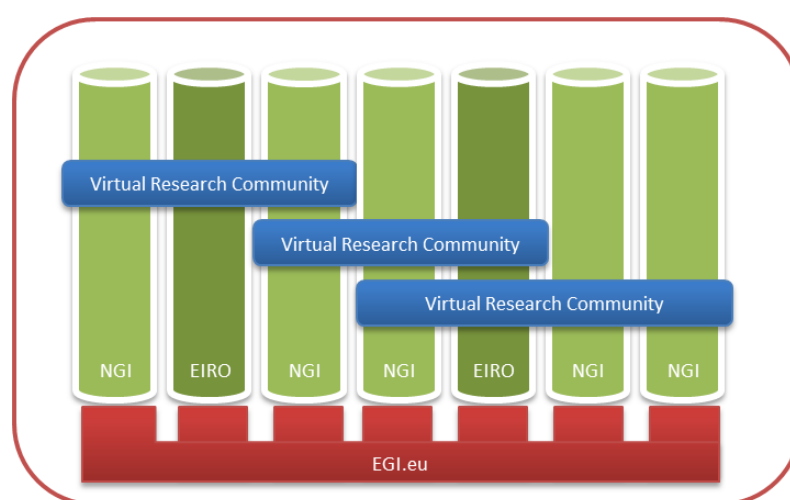 Virtual Research Community
Virtual Research Community
Virtual Research Community
NGI EIRO NGI NGI EIRO NGI NGI
EGI.eu